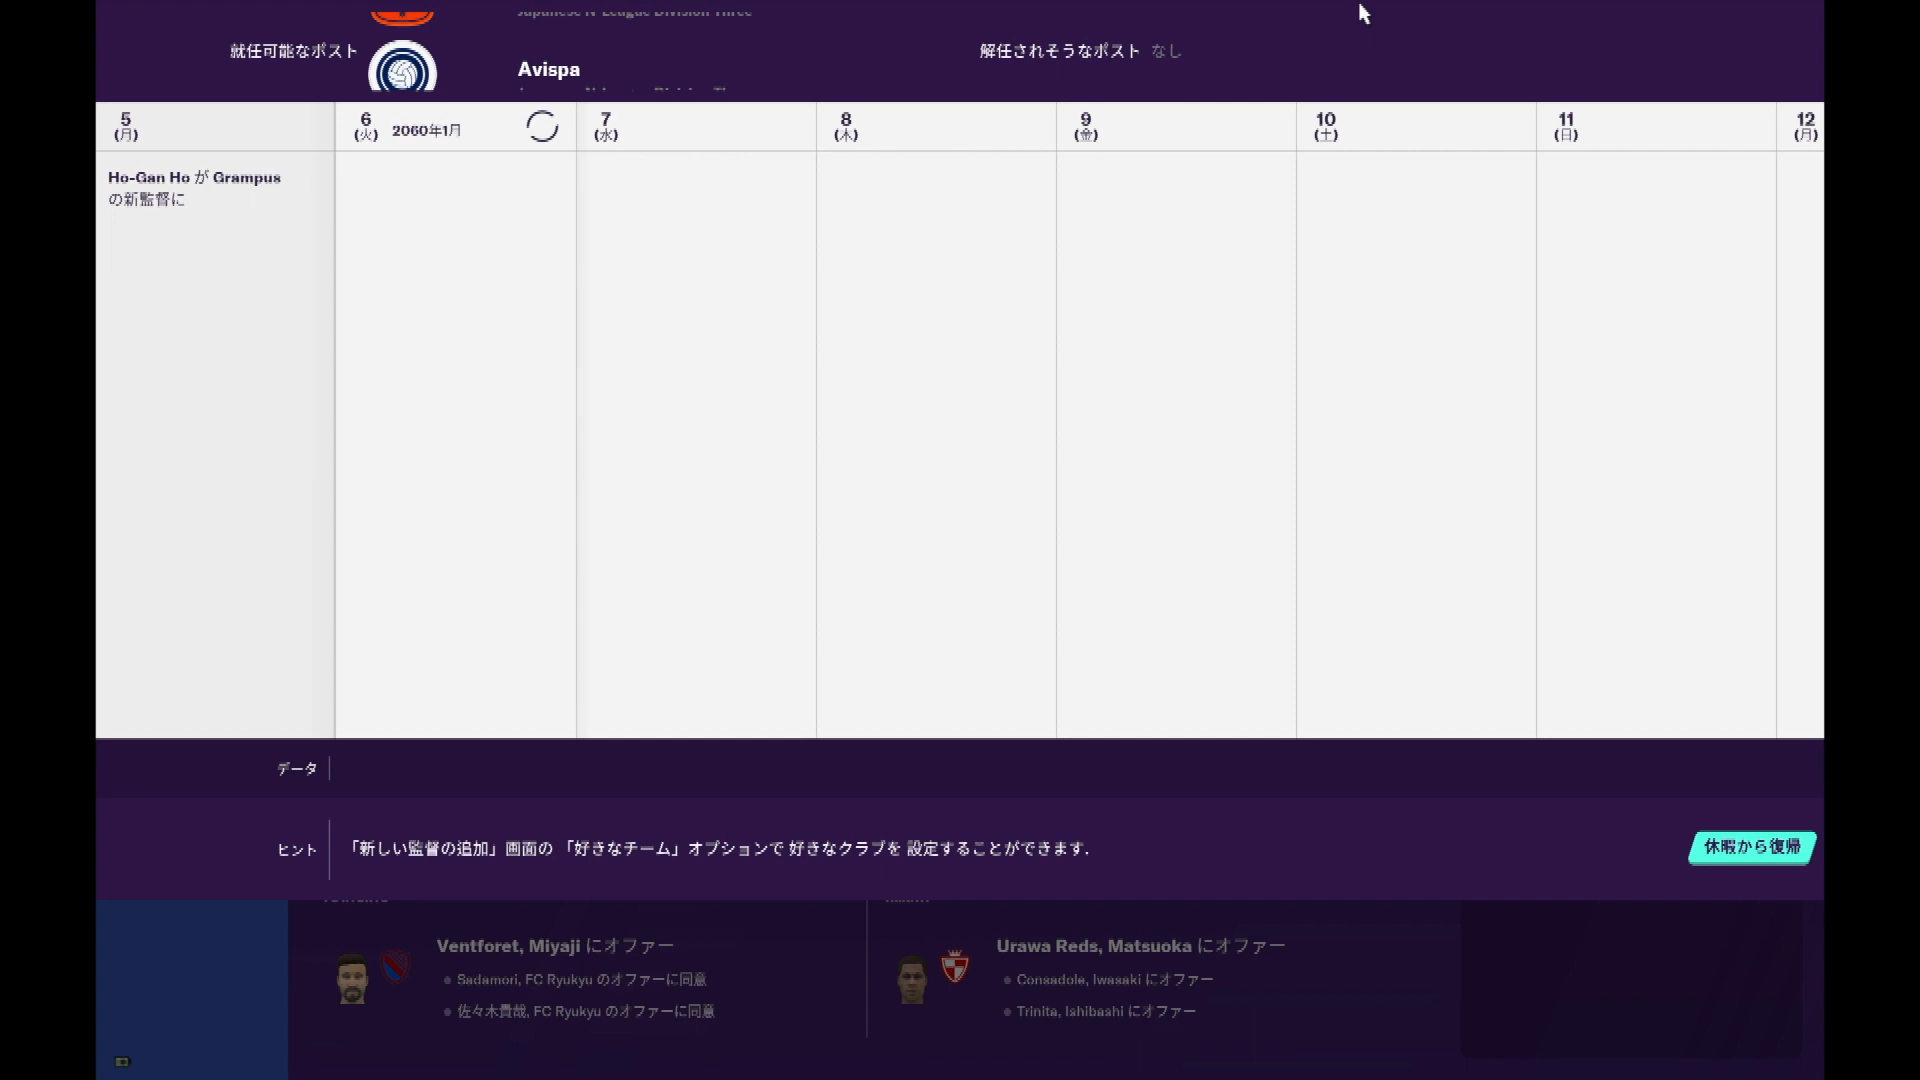 Japanese N-League Division Three
就任可能なポスト
Avispa
解任されそうなポスト なし
5
(月)
6
(火)
2060年1月
7
(水)
8
(木)
9
(金)
10
(土)
11
(日)
12
(月)
Ho-Gan Ho が Grampus
の新監督に
データ
ヒント
「新しい監督の追加」画面の 「好きなチーム」オプションで 好きなクラブを 設定することができます.
休暇から復帰
Ventforet, Miyaji にオファー
Sadamori, FC Ryukyu のオファーに同意
佐々木貴哉, FC Ryukyu のオファーに同意
Urawa Reds, Matsuoka にオファー
Consadole, Iwasaki にオファー
Trinita, Ishibashi にオファー